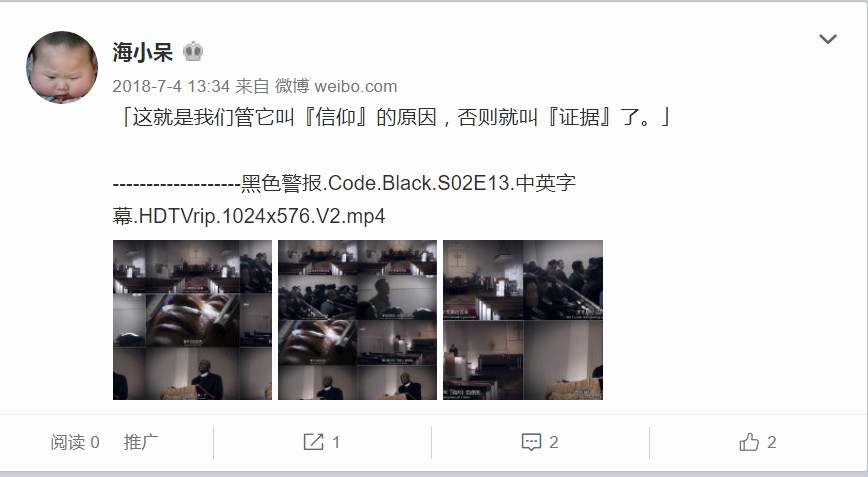 海小呆
2018-7-4 13:34 来自 微博 weibo.com
「这就是我们管它叫『信仰』的原因，否则就叫『证据』了。」
-------------------黑色警报.Code.Black.S02E13.中英字
幕.HDTVrip.1024x576.V2.mp4
阅读 0 推广 1 2 2